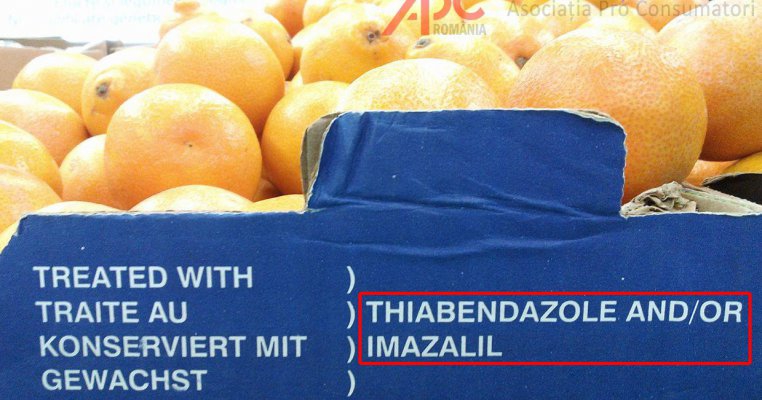 APC
ROMÂNIA
Asociația Pro Consumatori
TREATED WITH )
TRAITE AU ) THIABENDAZOLE AND/OR
KONSERVIERT MIT ) IMAZALIL
GEWACHST )